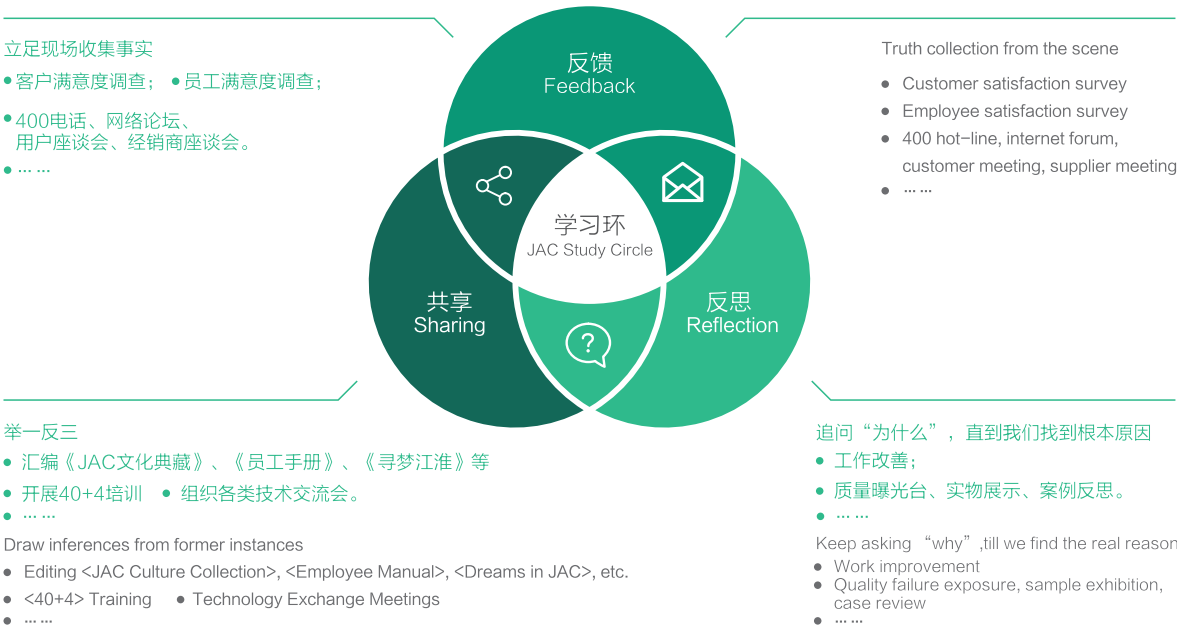 立足现场收集事实
•客户满意度调查； •员工满意度调查；
•400电话、网络论坛、
用户座谈会、经销商座谈会。
• ... ...
反馈
Feedback
Truth collection from the scene
• Customer satisfaction survey
• Employee satisfaction survey
• 400 hot-line, internet forum,
customer meeting, supplier meeting
• ... ...
学习环
JAC Study Circle
共享
Sharing
反思
Reflection
?
举一反三
• 汇编《JAC文化典藏》、《员工手册》、《寻梦江淮》等
• 开展40+4培训 • 组织各类技术交流会。
• ... ...
Draw inferences from former instances
• Editing <JAC Culture Collection>, <Employee Manual>, <Dreams in JAC>, etc.
• <40+4> Training • Technology Exchange Meetings
• ... ...
追问“为什么”，直到我们找到根本原因
• 工作改善；
• 质量曝光台、实物展示、案例反思。
• ... ...
Keep asking “why”,till we find the real reason
• Work improvement
• Quality failure exposure, sample exhibition,
case review
• ... ...